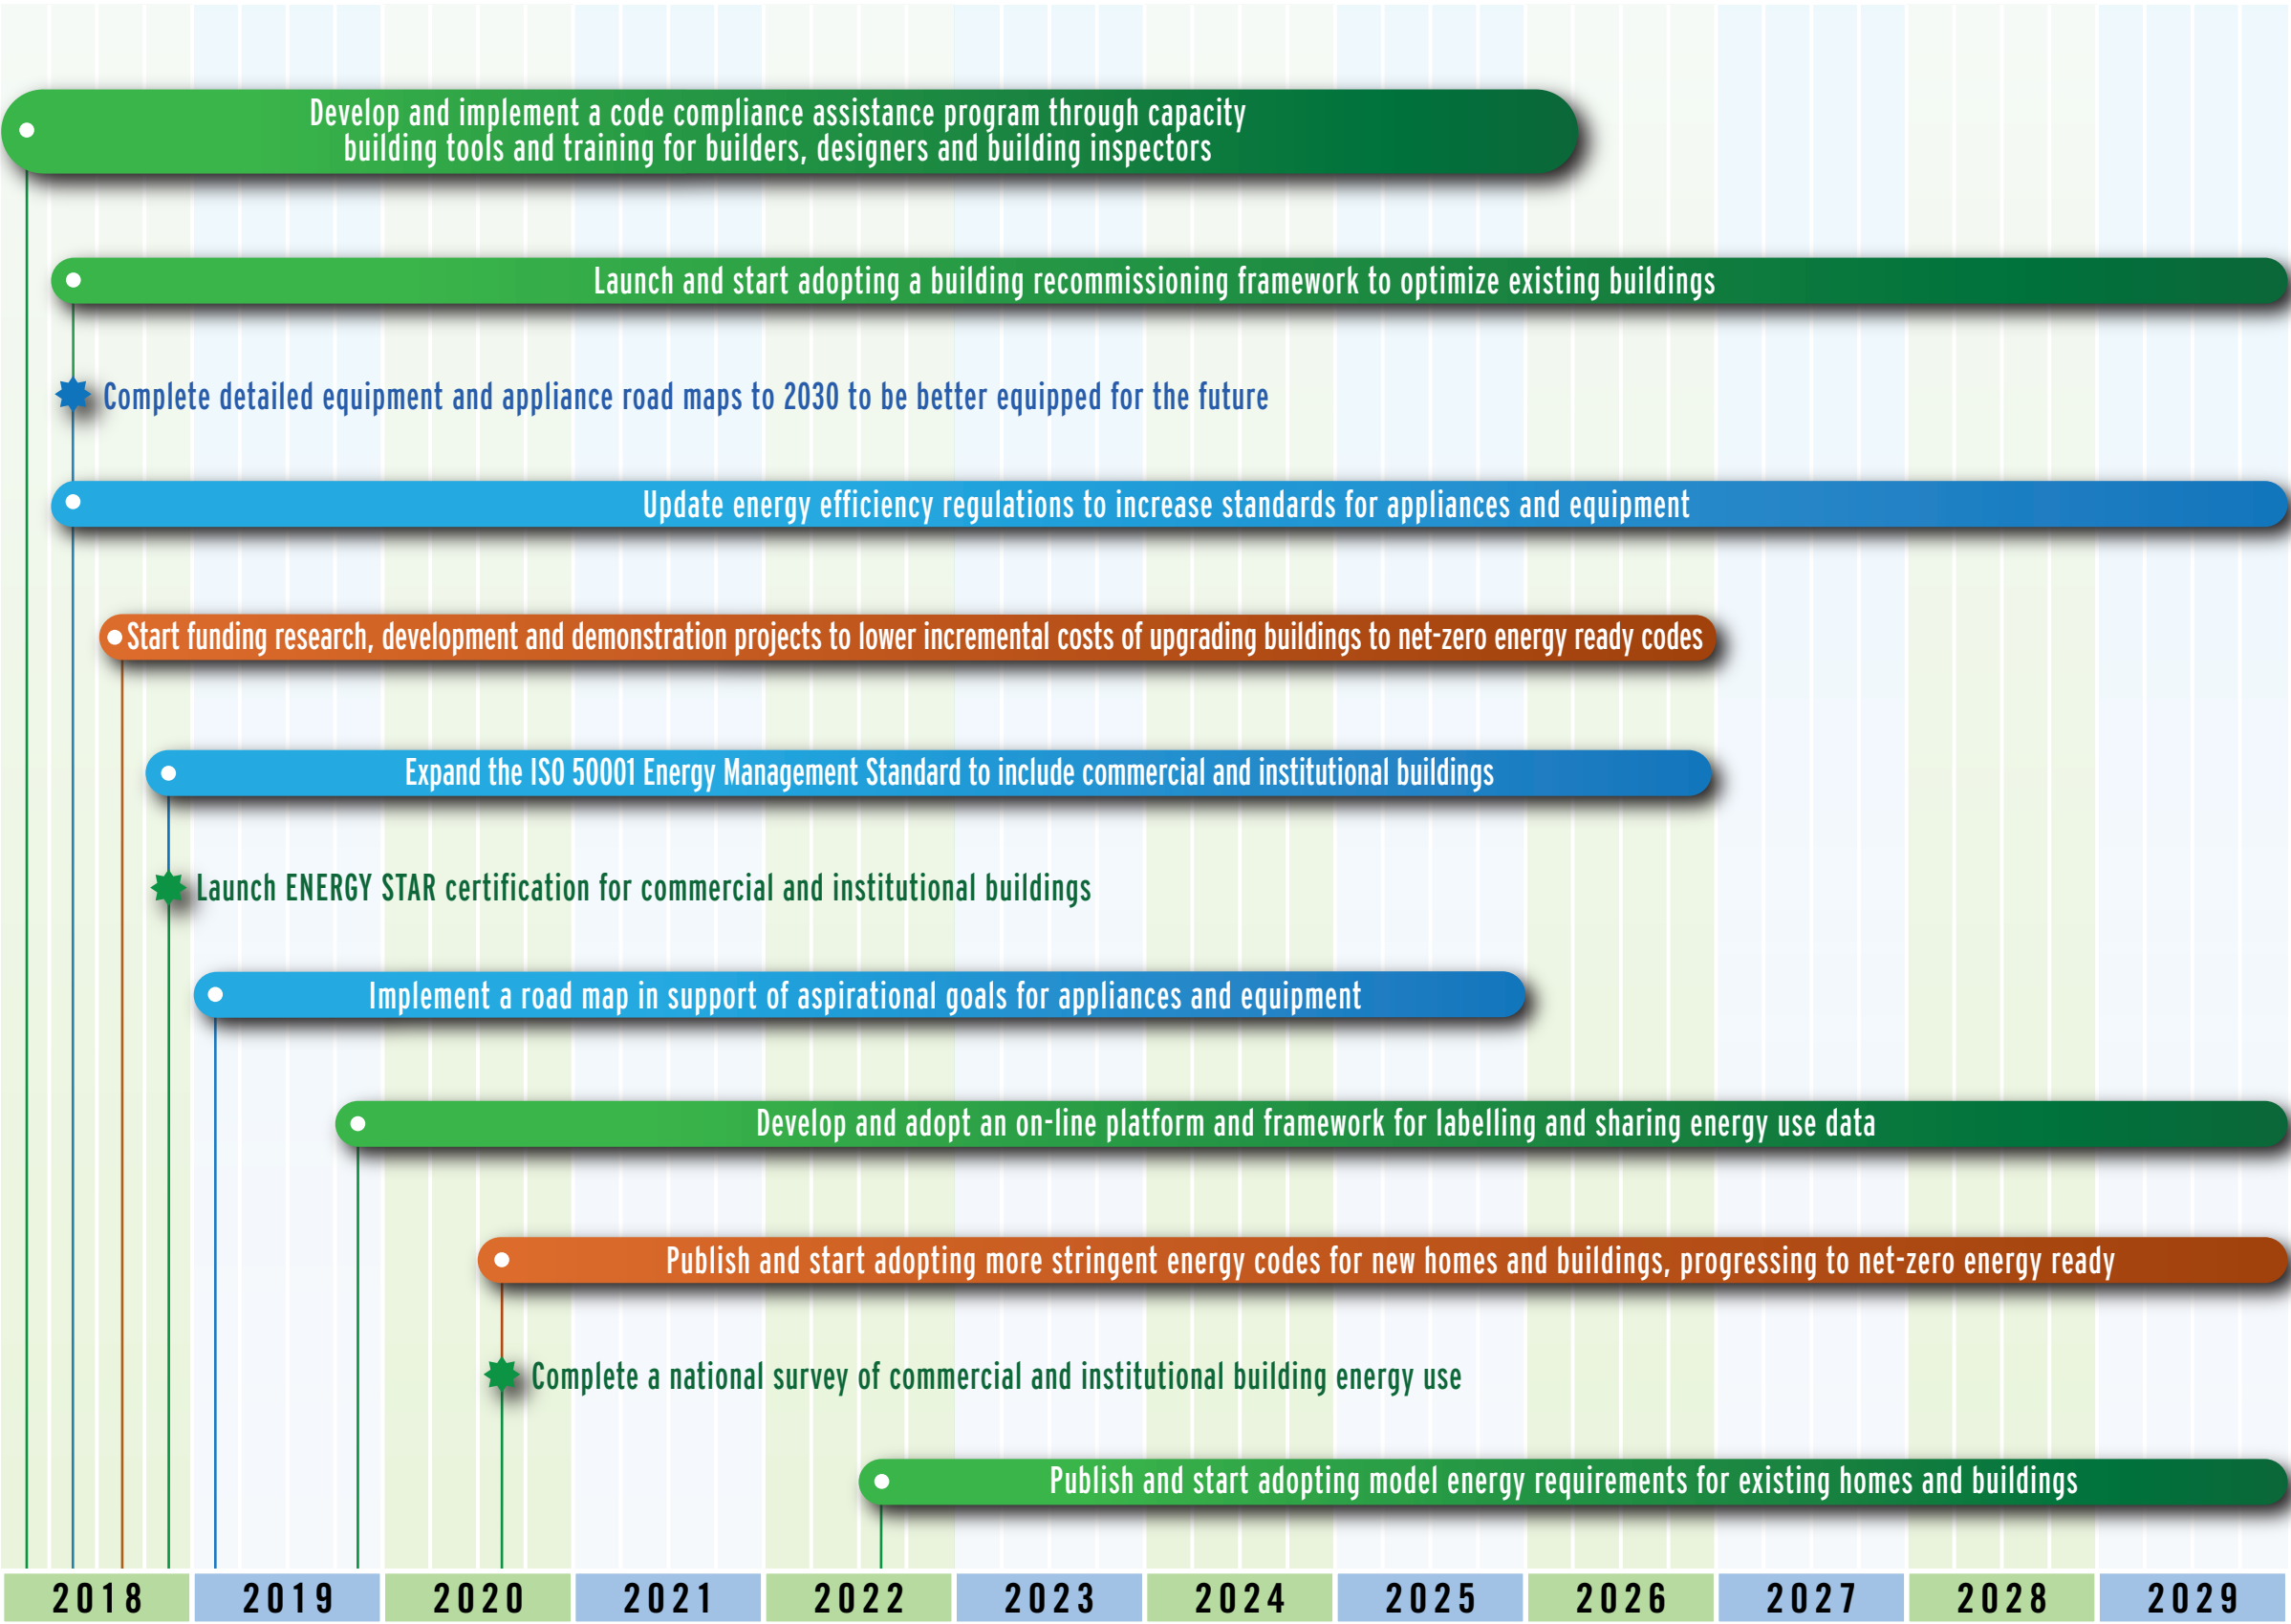 Develop and implement a code compliance assistance program through capacity
building tools and training for builders, designers and building inspectors
Launch and start adopting a building recommissioning framework to optimize existing buildings
Complete detailed equipment and appliance road maps to 2030 to be better equipped for the future
Update energy efficiency regulations to increase standards for appliances and equipment
Start funding research, development and demonstration projects to lower incremental costs of upgrading buildings to net-zero energy ready codes
Expand the ISO 50001 Energy Management Standard to include commercial and institutional buildings
Launch ENERGY STAR certification for commercial and institutional buildings
Implement a road map in support of aspirational goals for appliances and equipment
Develop and adopt an on-line platform and framework for labelling and sharing energy use data
Publish and start adopting more stringent energy codes for new homes and buildings, progressing to net-zero energy ready
Complete a national survey of commercial and institutional building energy use
Publish and start adopting model energy requirements for existing homes and buildings
2018 2019 2020 2021 2022 2023 2024 2025 2026 2027 2028 2029